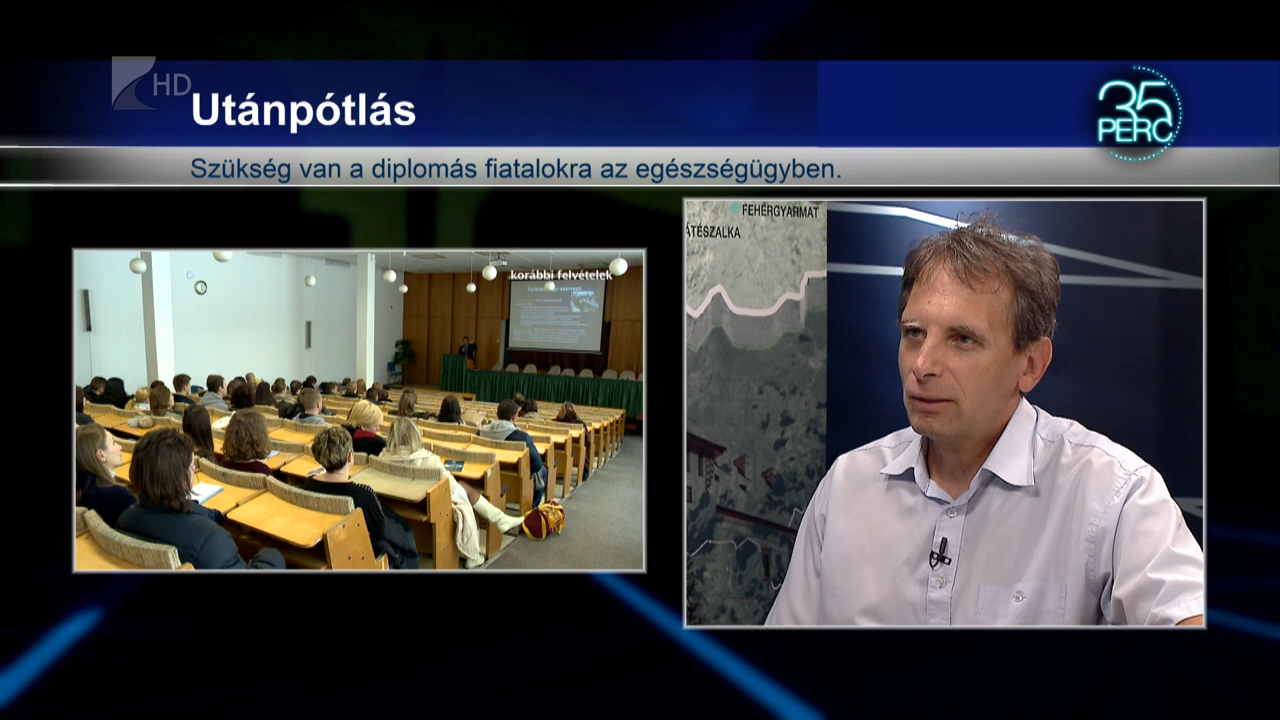 HD
Utánpótlás
35
PERC
Szükség van a diplomás fiatalokra az egészségügyben.
korábbi felvételek
FEHÉRGYARMAT
ÁTÉSZALKA